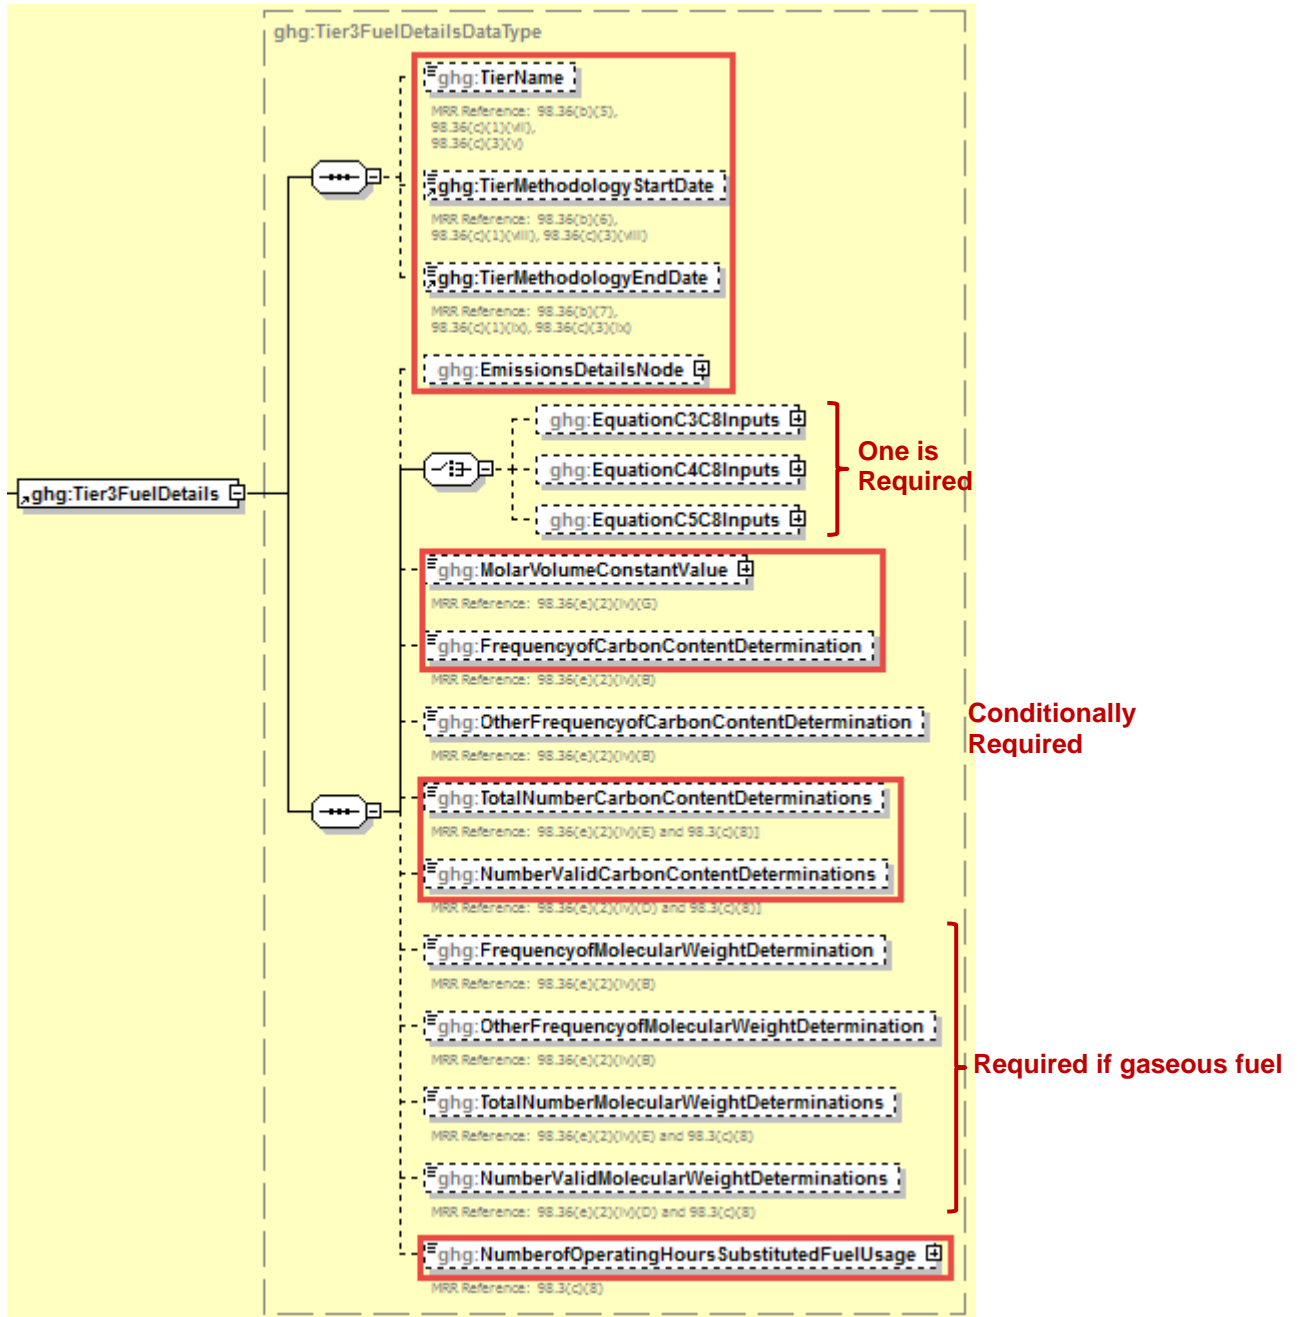 ghg:Tier3FuelDetailsDataType
ghg:TierName
MRR Reference: 98.36(b)(5),
98.36(c)(1)(vii),
98.36(c)(3)(v)
ghg:TierMethodologyStartDate
MRR Reference: 98.36(b)(6),
98.36(c)(1)(viii), 98.36(c)(3)(viii)
ghg:TierMethodologyEndDate
MRR Reference: 98.36(b)(7),
98.36(c)(1)(ix), 98.36(c)(3)(ix)
ghg:EmissionsDetailsNode
ghg:EquationC3C8Inputs
ghg:EquationC4C8Inputs
ghg:EquationC5C8Inputs
One is
Required
ghg:Tier3FuelDetails
ghg:MolarVolumeConstantValue
MRR Reference: 98.36(e)(2)(iv)(G)
ghg:FrequencyofCarbonContentDetermination
MRR Reference: 98.36(e)(2)(iv)(B)
ghg:OtherFrequencyofCarbonContentDetermination
MRR Reference: 98.36(e)(2)(iv)(B)
Conditionally
Required
ghg:TotalNumberCarbonContentDeterminations
MRR Reference: 98.36(e)(2)(iv)(E) and 98.3(c)(8)]
ghg:NumberValidCarbonContentDeterminations
MRR Reference: 98.36(e)(2)(iv)(D) and 98.3(c)(8)]
ghg:FrequencyofMolecularWeightDetermination
MRR Reference: 98.36(e)(2)(iv)(B)
ghg:OtherFrequencyofMolecularWeightDetermination
MRR Reference: 98.36(e)(2)(iv)(B)
Required if gaseous fuel
ghg:TotalNumberMolecularWeightDeterminations
MRR Reference: 98.36(e)(2)(iv)(E) and 98.3(c)(8)
ghg:NumberValidMolecularWeightDeterminations
MRR Reference: 98.36(e)(2)(iv)(D) and 98.3(c)(8)
ghg:NumberofOperatingHoursSubstitutedFuelUsage
MRR Reference: 98.3(c)(8)